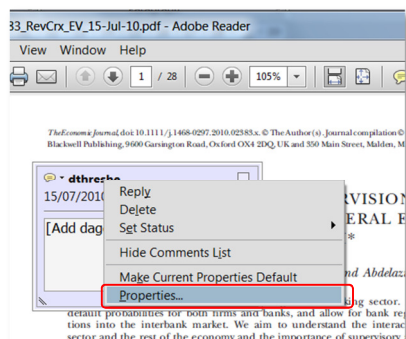 33_RevCrx_EV_15-Jul-10.pdf - Adobe Reader
View Window Help
1 / 28 105%
The Economic Journal, doi: 10.1111/j.1468-0297.2010.02383.x. © The Author(s). Journal compilation ©
Blackwell Publishing, 9600 Garsington Road, Oxford OX4 2DQ, UK and 350 Main Street, Malden, M
dthreshe
15/07/2010
[Add dag
Reply
Delete
Set Status
Hide Comments List
Make Current Properties Default
Properties...
RVISION
ERAL E
*
nd Abdelaz
king sector.
default probabilities for both firms and banks, and allow for bank reg
tions into the interbank market. We aim to understand the interac
sector and the rest of the economy and the importance of supervisory